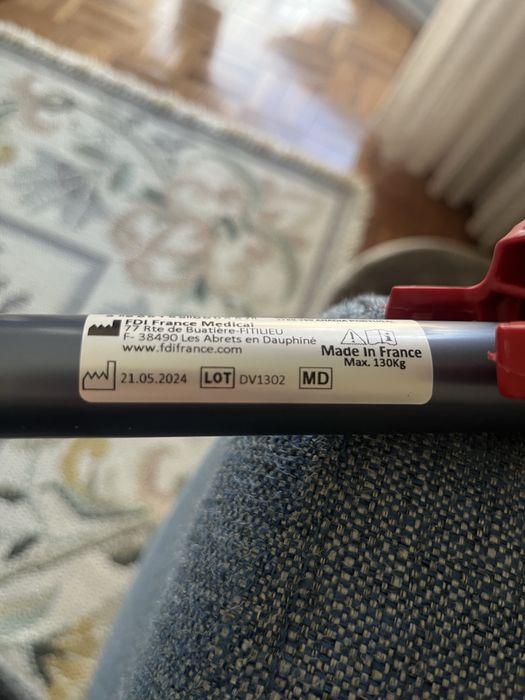 FDI France Medical
77 Rte de Buatière-FITILIEU
F- 38490 Les Abrets en Dauphiné
www.fdifrance.com
Made In France
Max. 130Kg
21.05.2024 LOT DV1302 MD